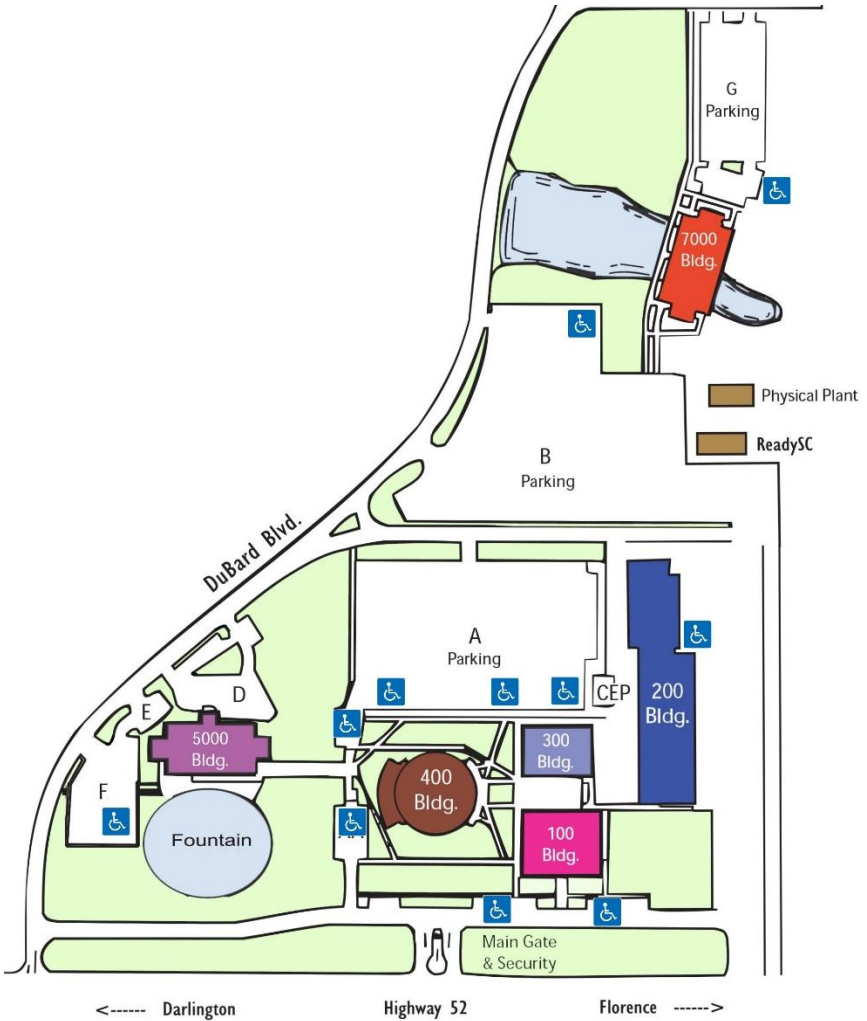 G
Parking
7000
Bldg.
Physical Plant
ReadySC
B
Parking
DuBard Blvd.
A
Parking
CEP
200
Bldg.
D
E
5000
Bldg.
300
Bldg.
400
Bldg.
F
Fountain
100
Bldg.
Main Gate
& Security
<------ Darlington
Highway 52
Florence ----->